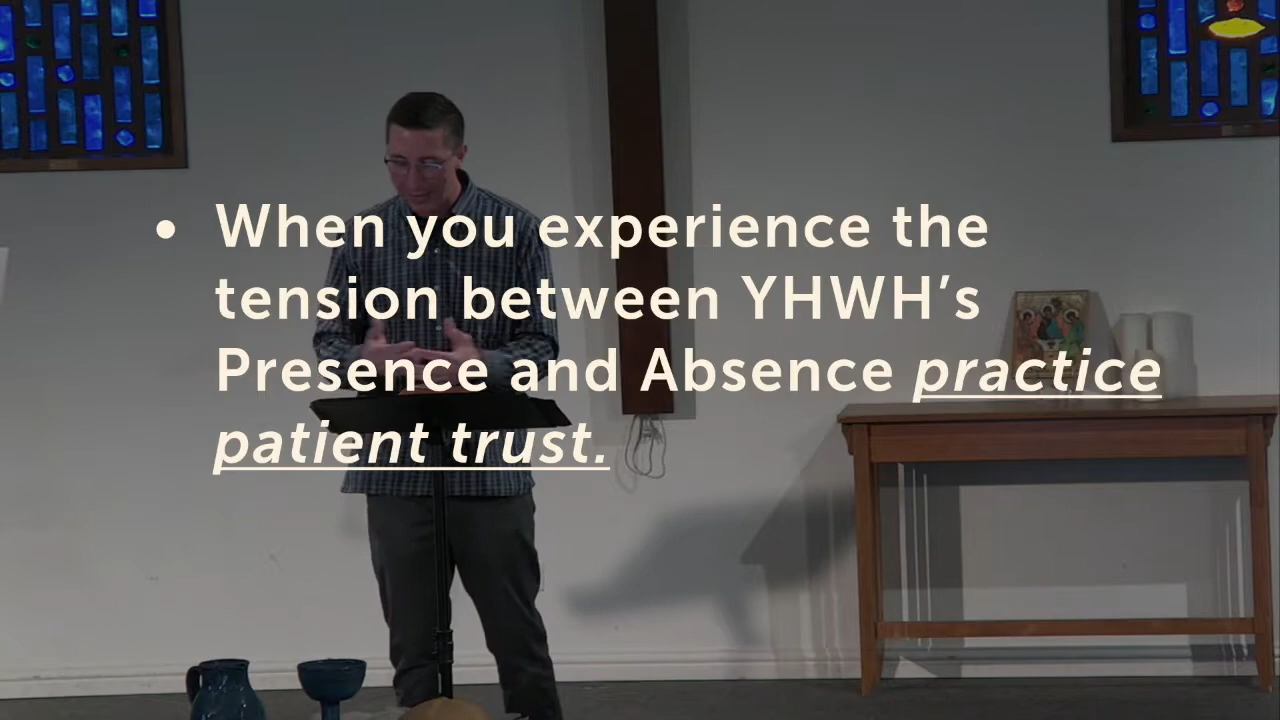 • When you experience the
tension between YHWH’s
Presence and Absence practice
patient trust.